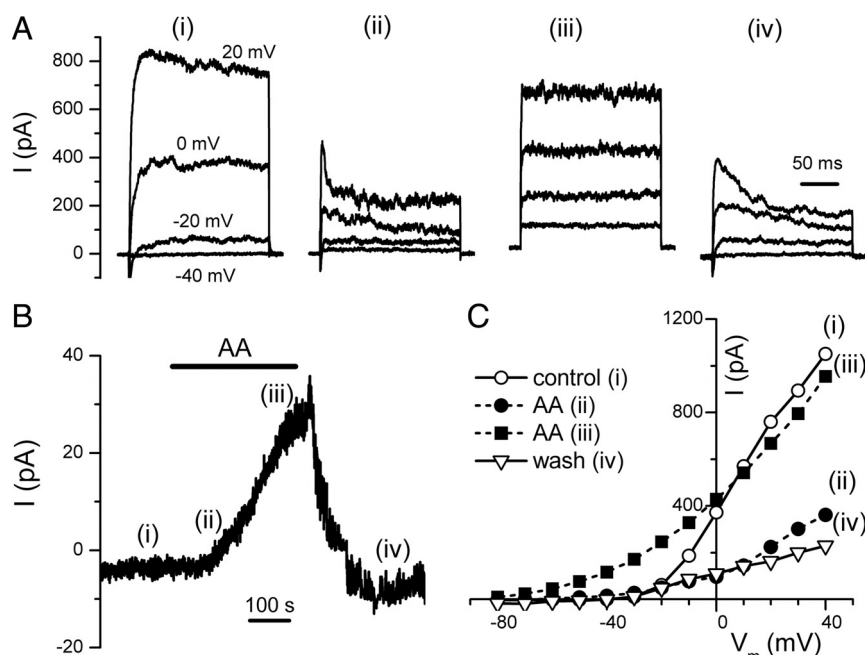 A
(i)
(ii)
(iii)
(iv)
I (pA)
800
600
400
200
0
20 mV
0 mV
-20 mV
-40 mV
50 ms
B
I (pA)
40
20
0
-20
AA
(i)
(ii)
(iii)
(iv)
100 s
C
control (i)
AA (ii)
AA (iii)
wash (iv)
I (pA)
1200
800
400
(i)
(iii)
(ii)
(iv)
-80
-40
0
40
Vm (mV)